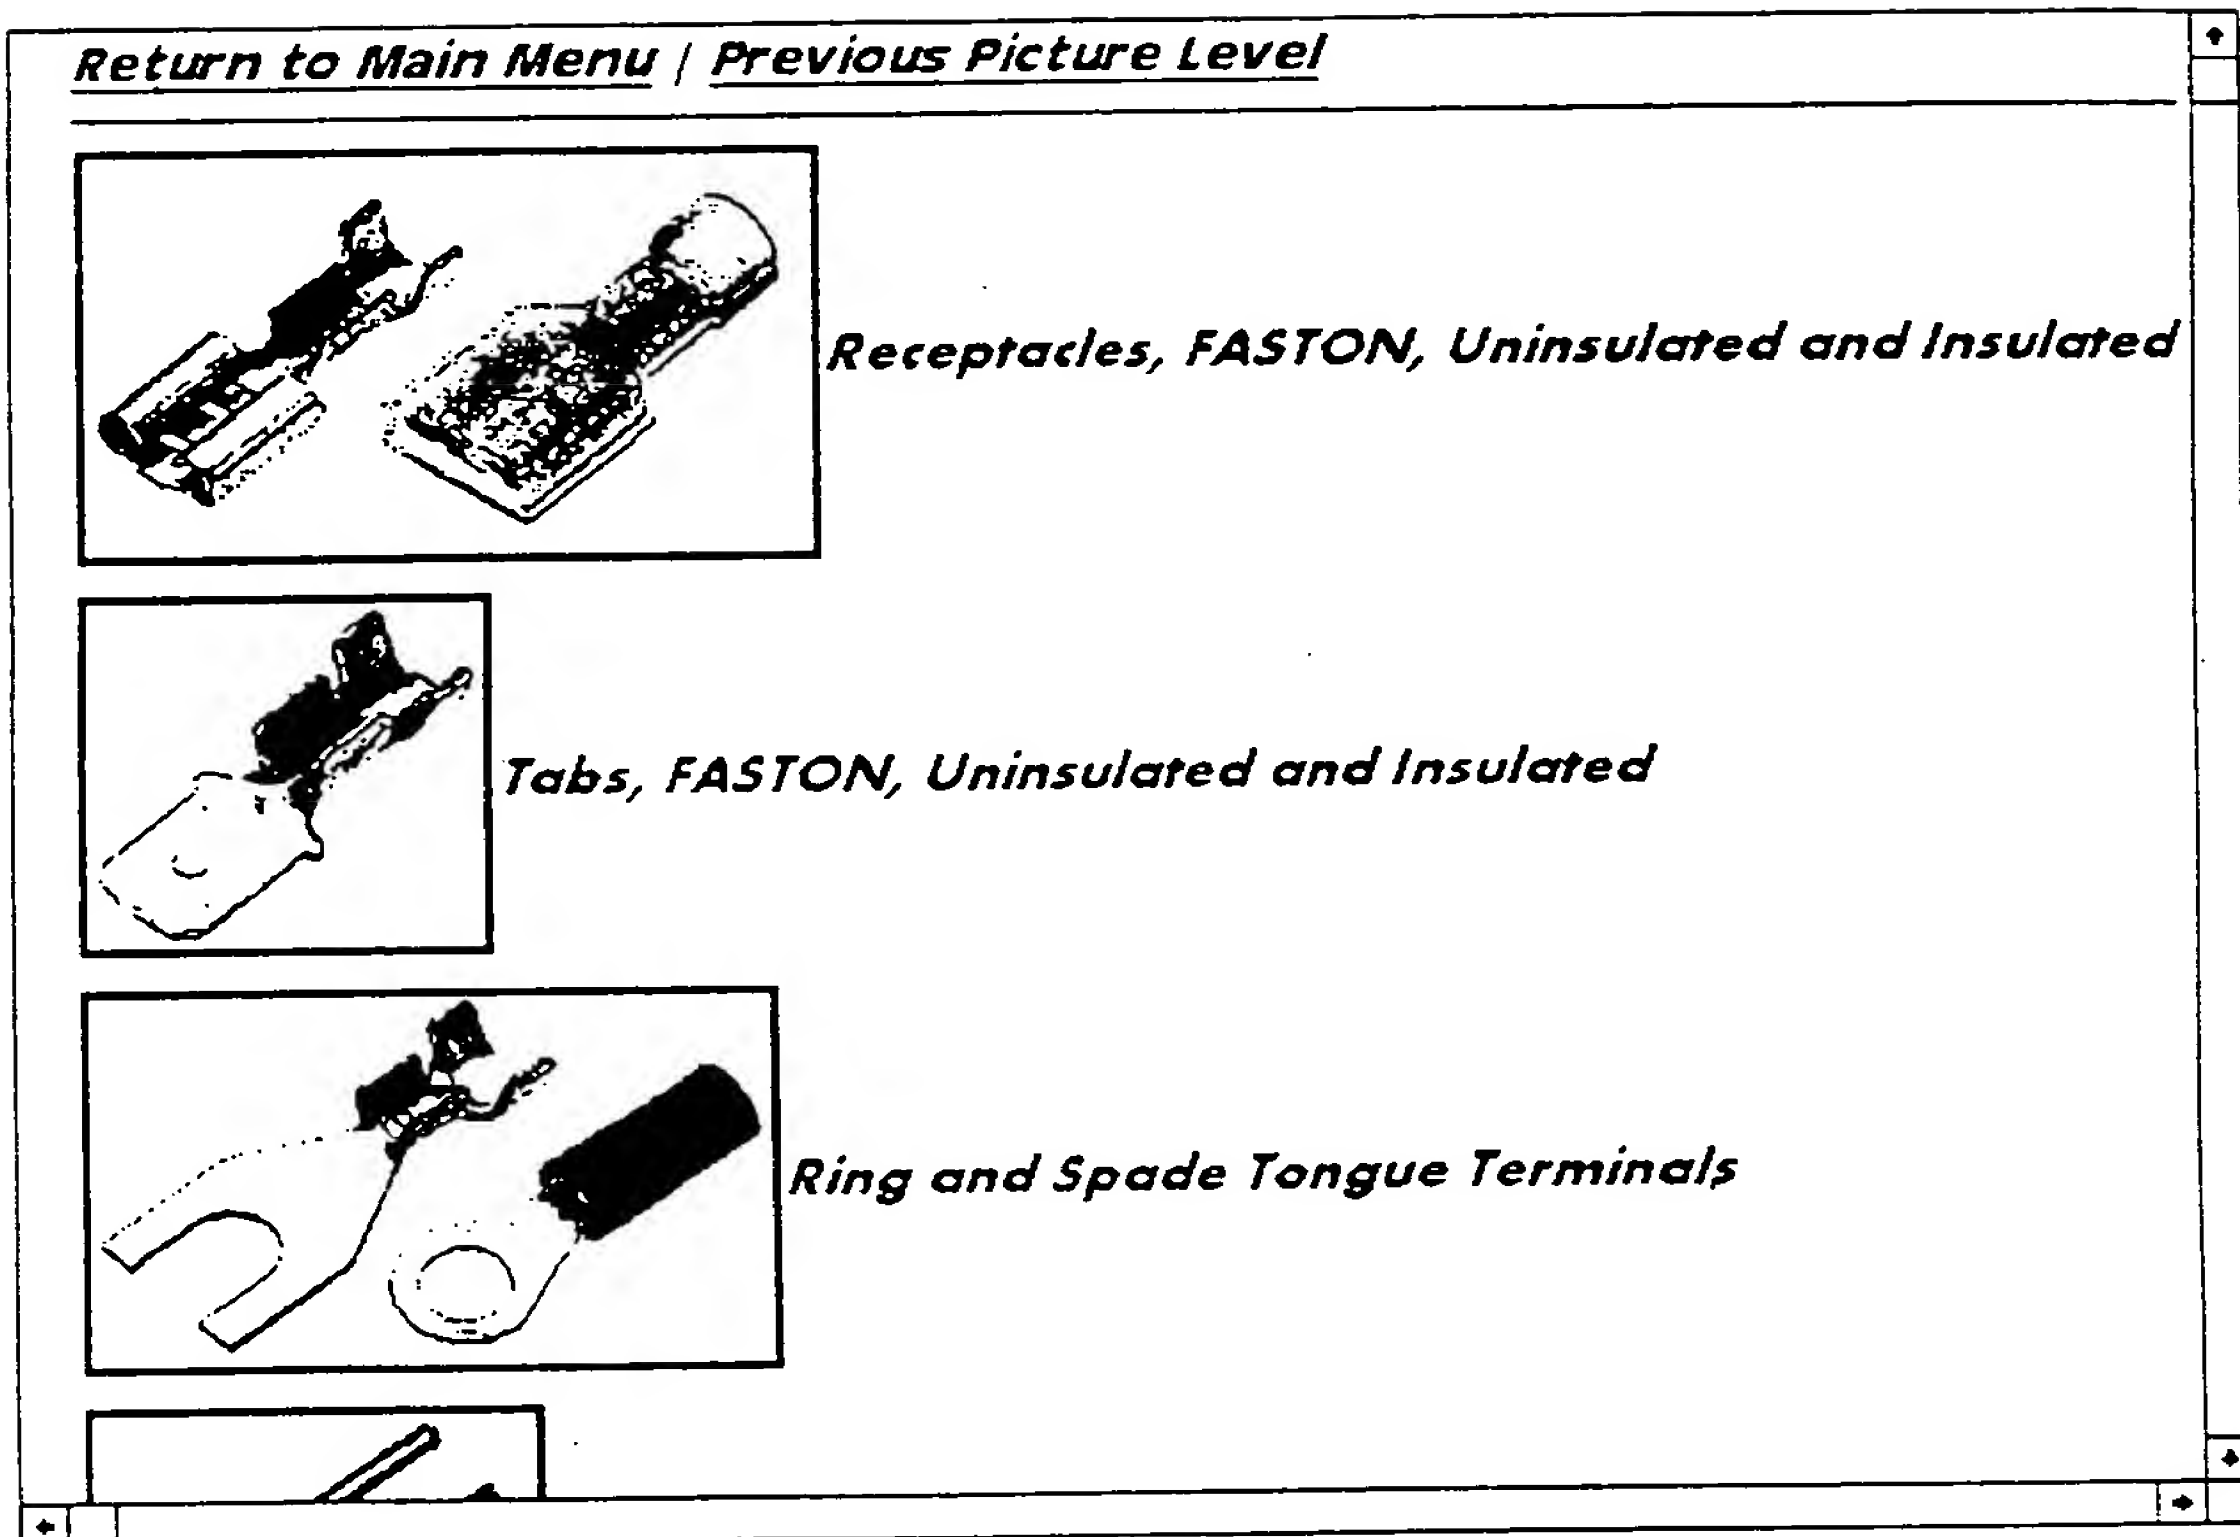 Return to Main Menu / Previous Picture Level
Receptacles, FASTON, Uninsulated and Insulated
Tabs, FASTON, Uninsulated and Insulated
Ring and Spade Tongue Terminals